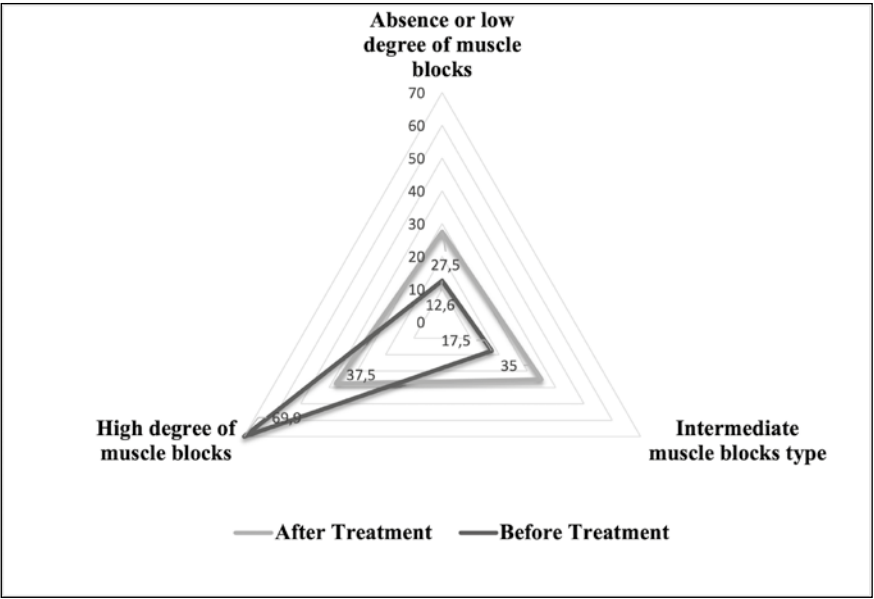 Absence or low
degree of muscle
blocks
70
60
50
40
30
20
10
0
27,5
12,6
17,5
35
37,5
69,9
High degree of
muscle blocks
Intermediate
muscle blocks type
After Treatment
Before Treatment